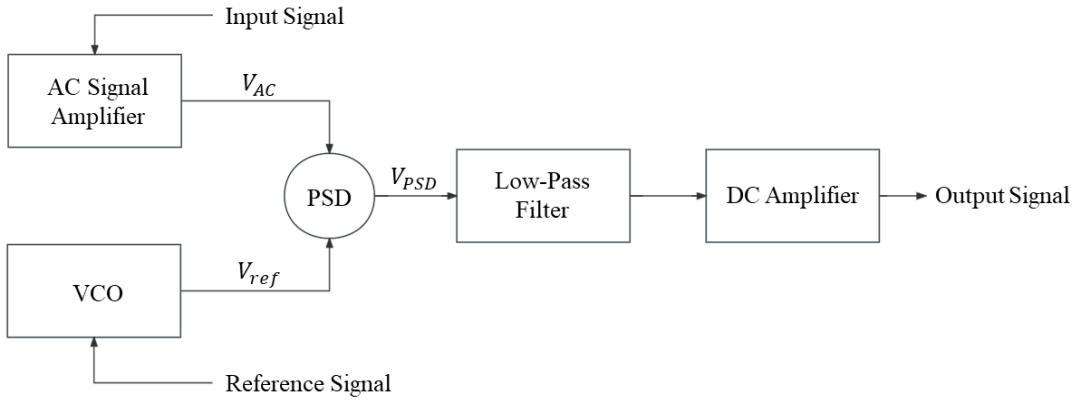 Input Signal
AC Signal
Amplifier
V_AC
PSD
V_PSD
Low-Pass
Filter
DC Amplifier
Output Signal
VCO
V_ref
Reference Signal